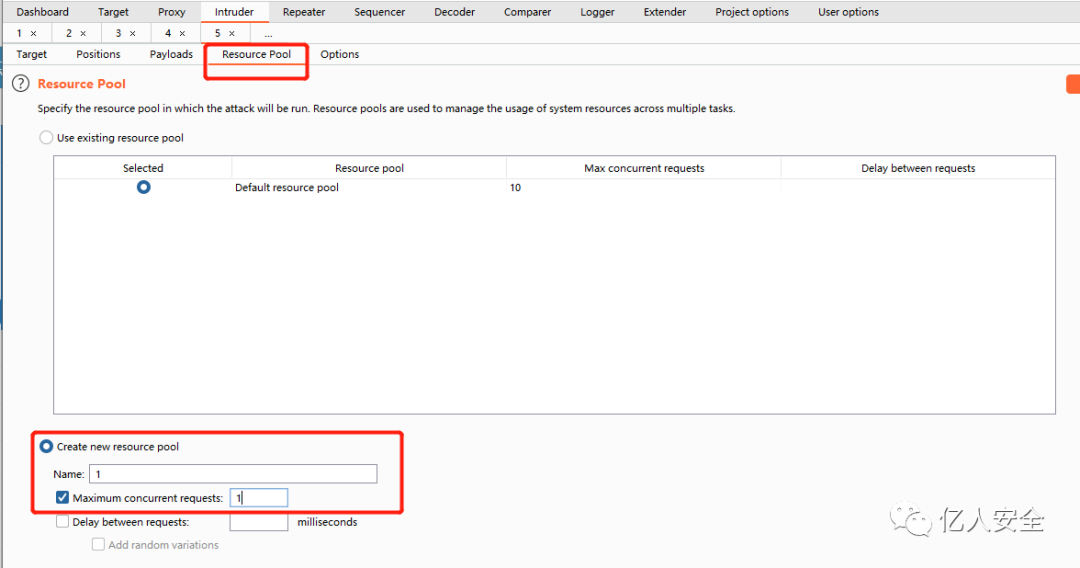 Dashboard Target Proxy Intruder Repeater Sequencer Decoder Comparer Logger Extender Project options User options
1 × 2 × 3 × 4 × 5 × ...
Target Positions Payloads Resource Pool Options
? Resource Pool
Specify the resource pool in which the attack will be run. Resource pools are used to manage the usage of system resources across multiple tasks.
Use existing resource pool
Selected Resource pool Max concurrent requests Delay between requests
Default resource pool 10
Create new resource pool
Name: 1
Maximum concurrent requests: 1
Delay between requests: milliseconds
Add random variations
亿人安全